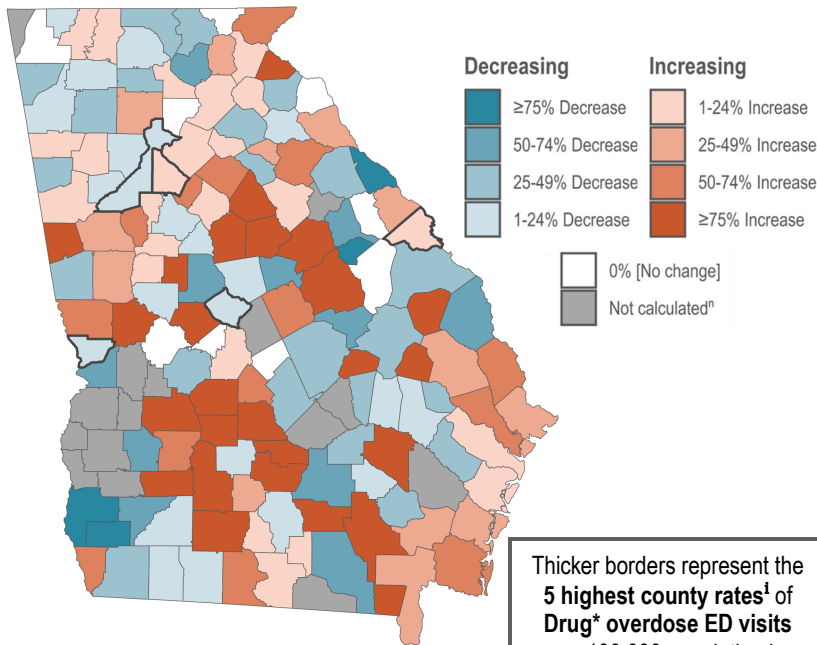 Decreasing
≥75% Decrease
50-74% Decrease
25-49% Decrease
1-24% Decrease
Increasing
1-24% Increase
25-49% Increase
50-74% Increase
≥75% Increase
0% [No change]
Not calculatedⁿ
Thicker borders represent the
5 highest county ratesⁱ of
Drug* overdose ED visits